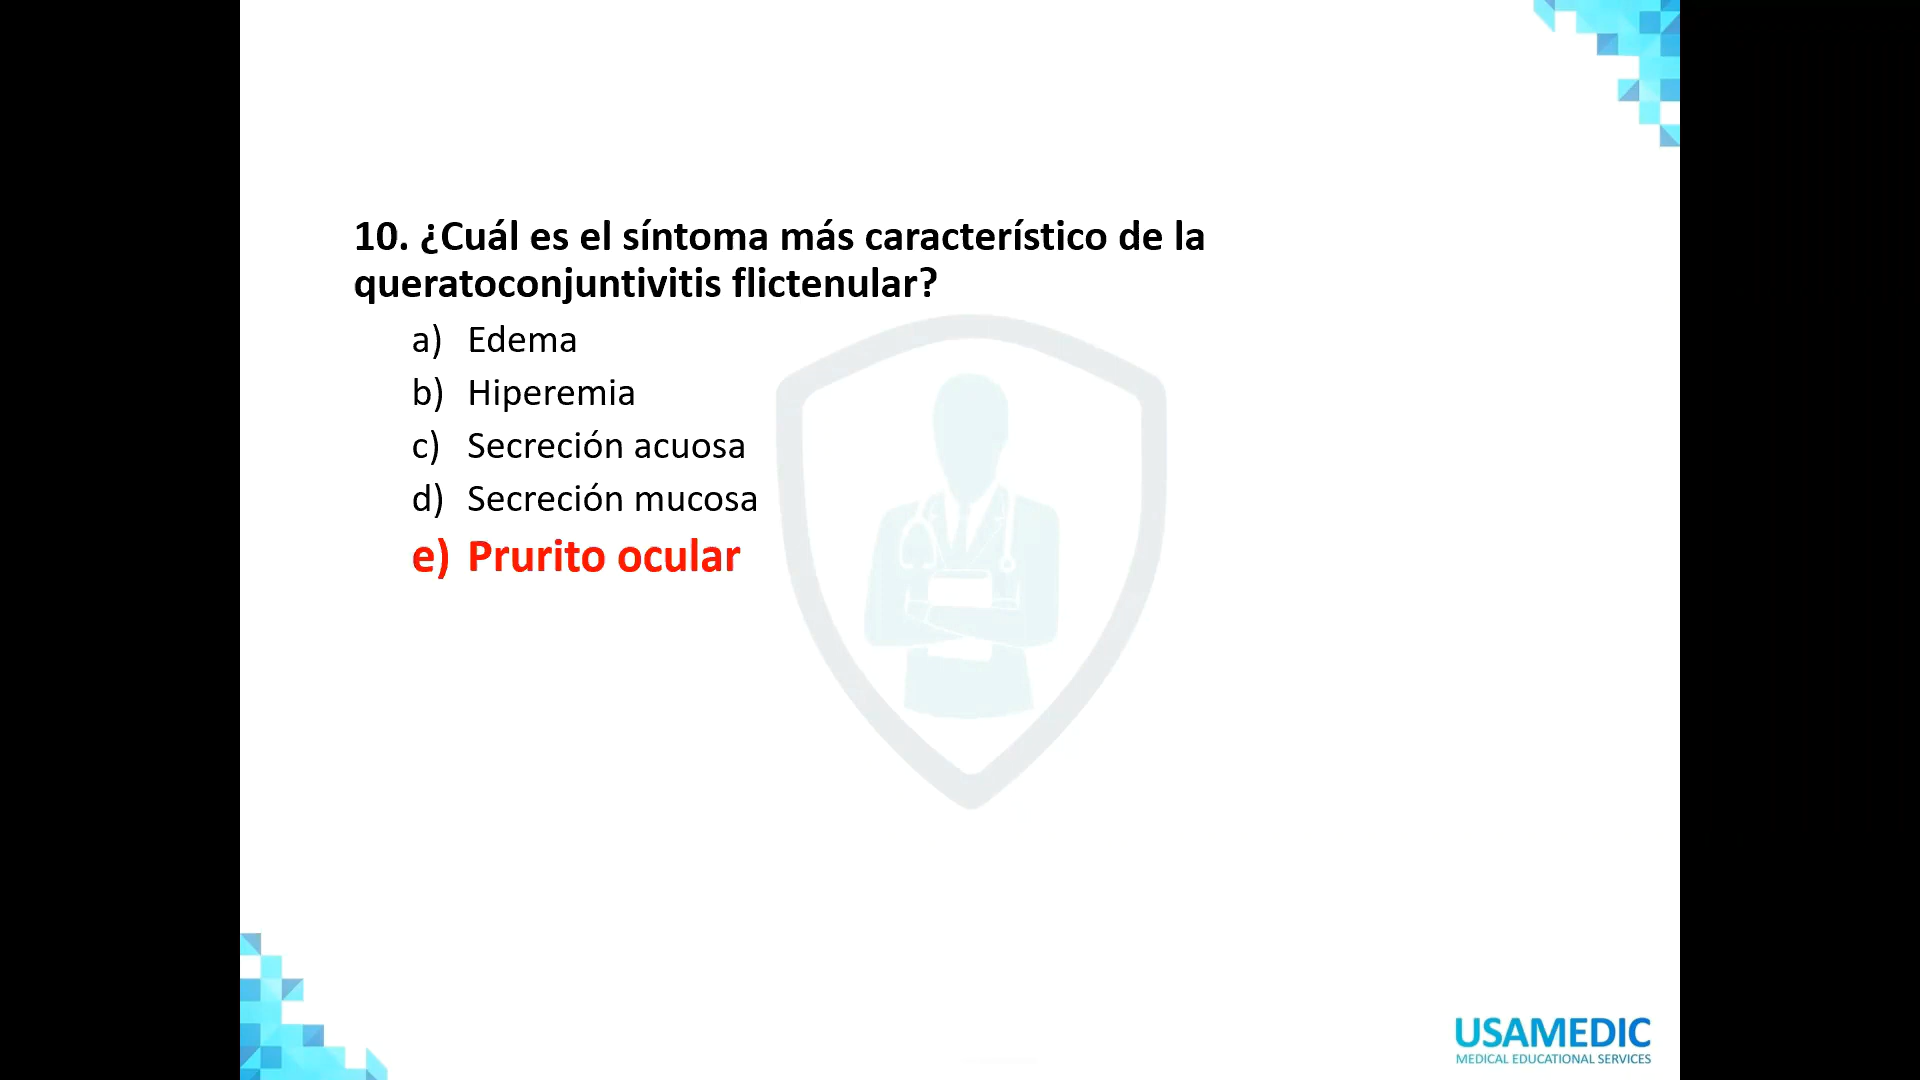 10. ¿Cuál es el síntoma más característico de la
queratoconjuntivitis flictenular?
a) Edema
b) Hiperemia
c) Secreción acuosa
d) Secreción mucosa
e) Prurito ocular
USAMEDIC
MEDICAL EDUCATIONAL SERVICES